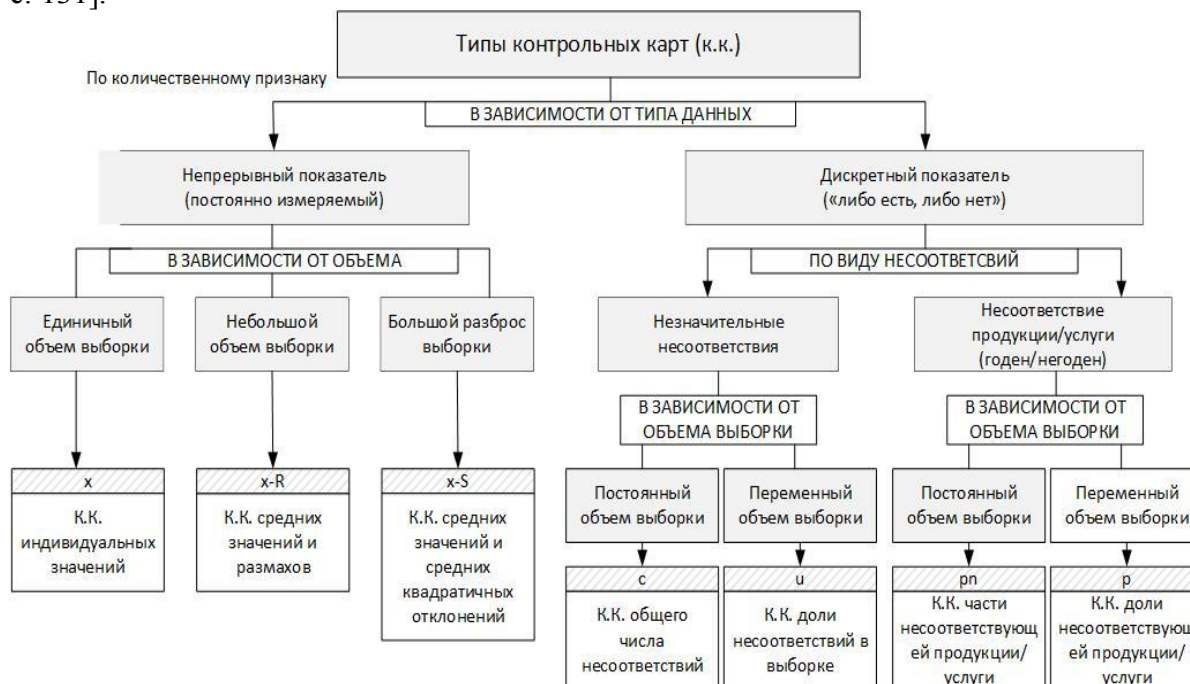 с. 151].
Типы контрольных карт (к.к.)
По количественному признаку
В ЗАВИСИМОСТИ ОТ ТИПА ДАННЫХ
Непрерывный показатель
(постоянно измеряемый)
Дискретный показатель
(«либо есть, либо нет»)
В ЗАВИСИМОСТИ ОТ ОБЪЕМА
ПО ВИДУ НЕСООТВЕТСВИЙ
Единичный
объем выборки
Небольшой
объем выборки
Большой разброс
выборки
Незначительные
несоответствия
Несоответствие
продукции/услуги
(годен/негоден)
В ЗАВИСИМОСТИ ОТ
ОБЪЕМА ВЫБОРКИ
В ЗАВИСИМОСТИ ОТ
ОБЪЕМА ВЫБОРКИ
x
К.К.
индивидуальных
значений
x-R
К.К. средних
значений и
размахов
x-S
К.К. средних
значений и
средних
квадратичных
отклонений
Постоянный
объем выборки
Переменный
объем выборки
Постоянный
объем выборки
Переменный
объем выборки
c
К.К. общего
числа
несоответствий
u
К.К. доли
несоответствий в
выборке
pn
К.К. части
несоответствующ
ей продукции/
услуги
p
К.К. доли
несоответствующ
ей продукции/
услуги